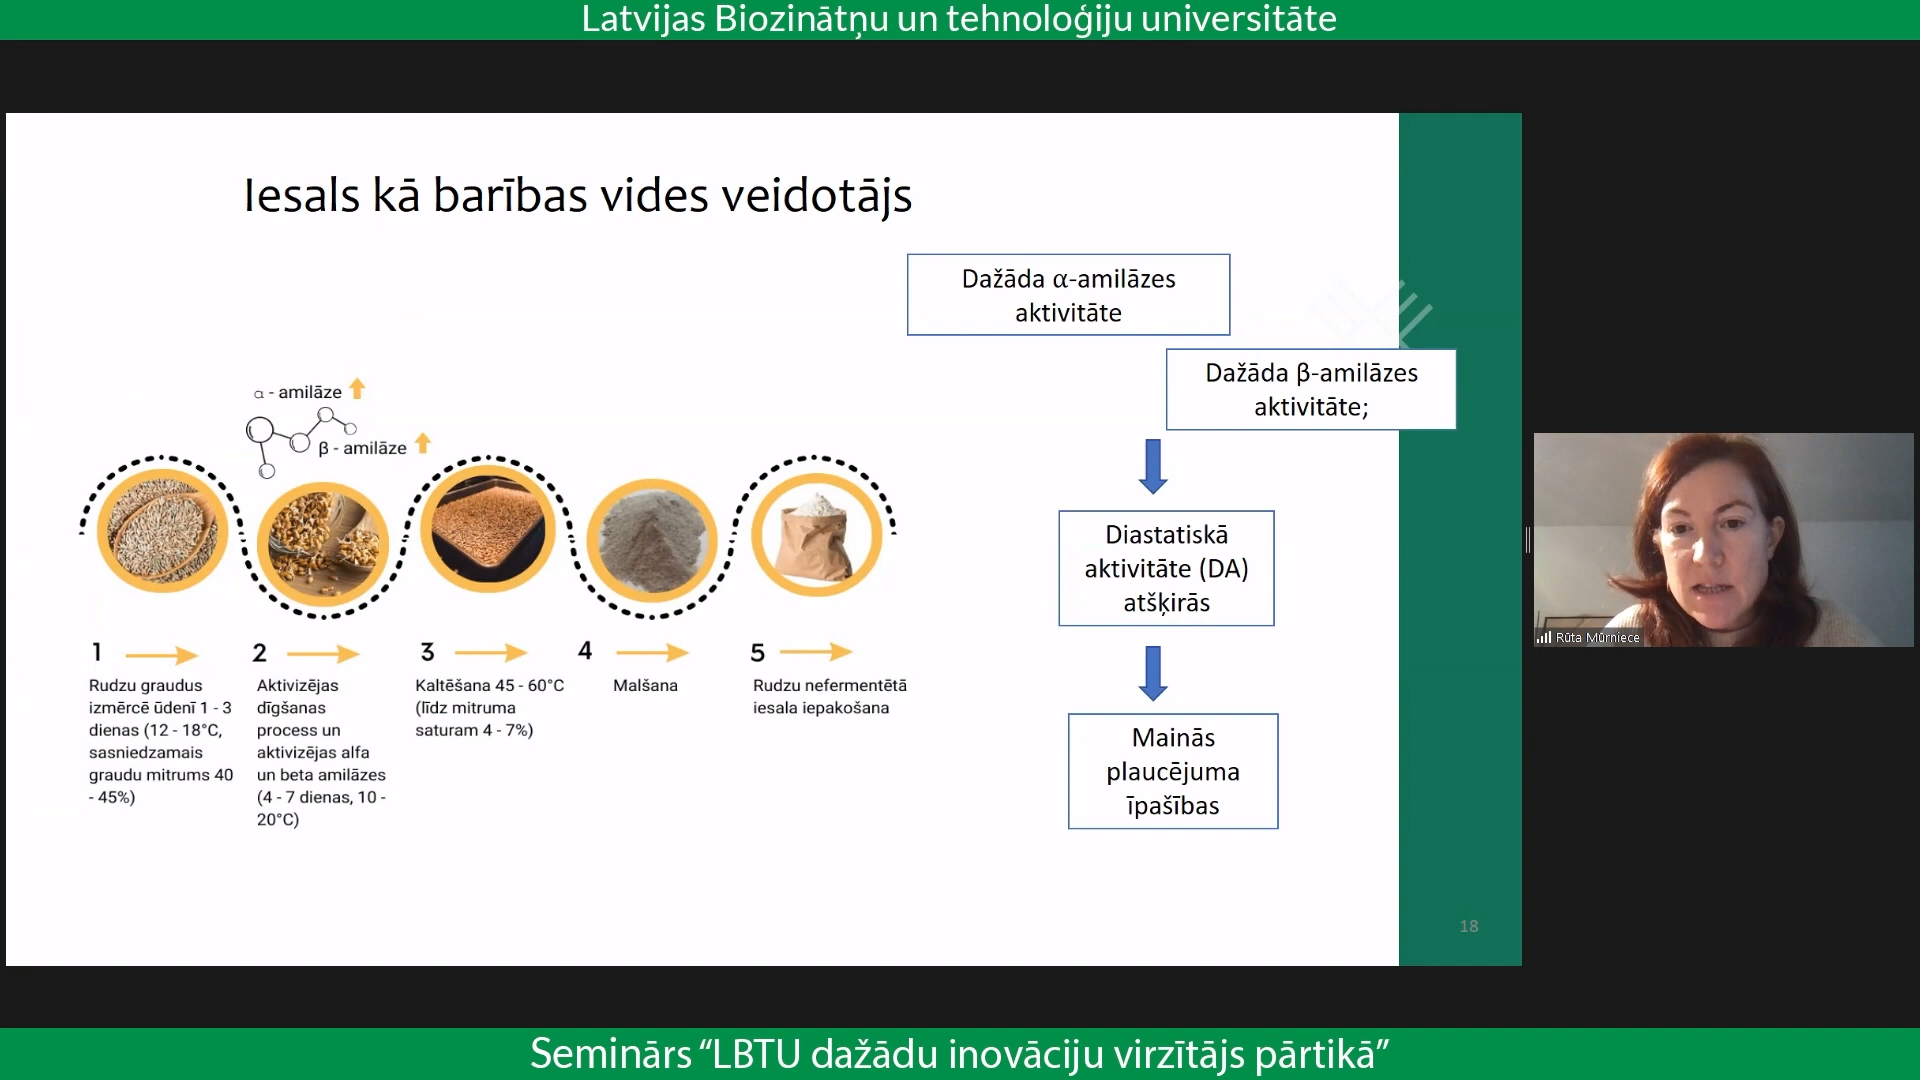 Latvijas Biozinātņu un tehnoloģiju universitāte
Iesals kā barības vides veidotājs
Dažāda α-amilāzes
aktivitāte
Dažāda β-amilāzes
aktivitāte;
α - amilāze
β - amilāze
Diastatiskā
aktivitāte (DA)
atšķirās
Mainās
plaucējuma
īpašības
1
Rudzu graudus
izmērcē ūdenī 1 - 3
dienas (12 - 18°C,
sasniedzamais
graudu mitrums 40
- 45%)
2
Aktivizējas
dīgšanas
process un
aktivizējas alfa
un beta amilāzes
(4 - 7 dienas, 10 -
20°C)
3
Kaltēšana 45 - 60°C
(līdz mitruma
saturam 4 - 7%)
4
Malšana
5
Rudzu nefermentētā
iesala iepakošana
18
Rūta Mūrniece
Seminārs “LBTU dažādu inovāciju virzītājs pārtikā”